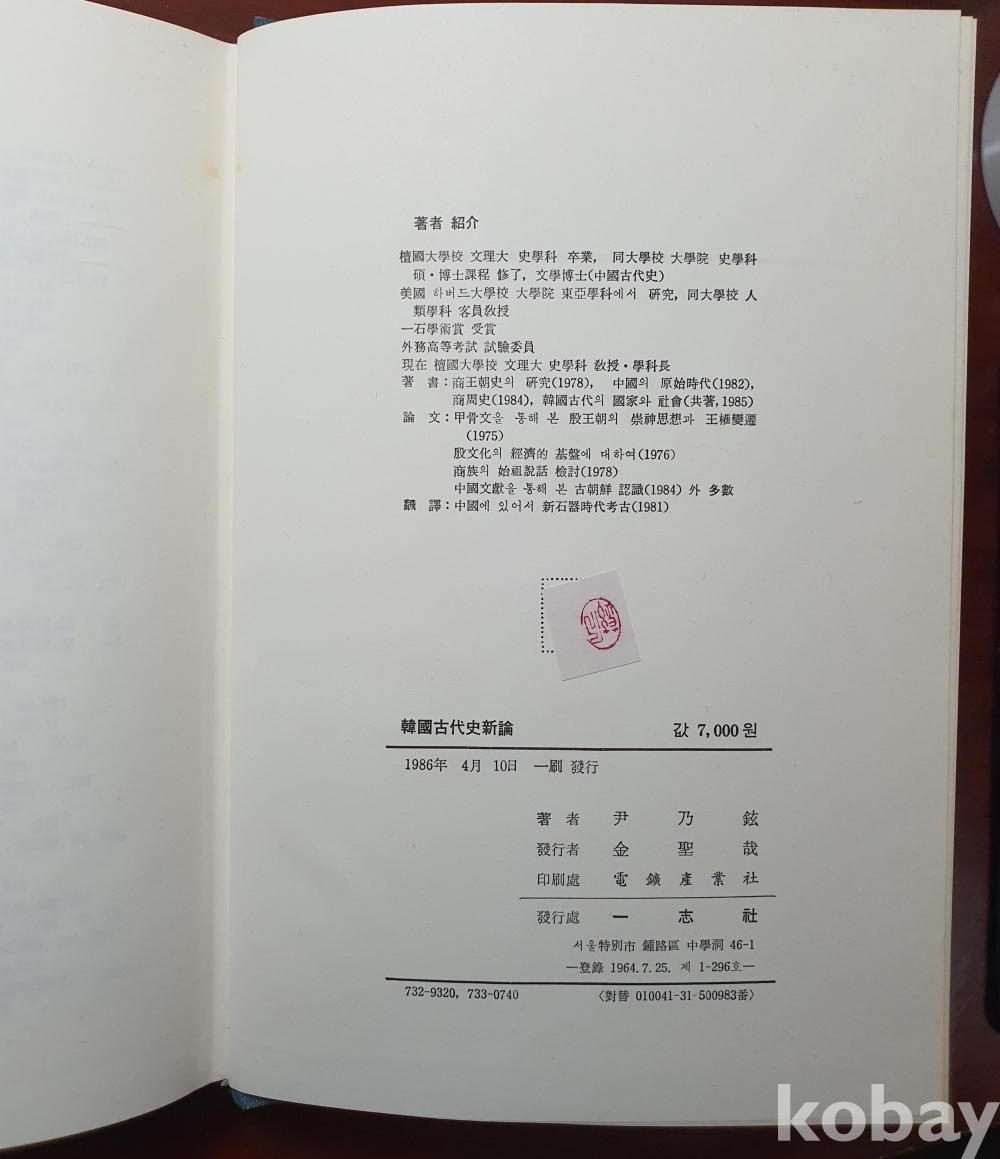 著者 紹介
檀國大學校 文理大 史學科 卒業, 同大學校 大學院 史學科
碩・博士課程 修了, 文學博士(中國古代史)
美國 하버드大學校 大學院 東亞學科에서 硏究, 同大學校 人
類學科 客員敎授
一石學術賞 受賞
外務高等考試 試驗委員
現在 檀國大學校 文理大 史學科 敎授・學科長
著 書:商王朝史의 硏究(1978), 中國의 原始時代(1982),
商周史(1984), 韓國古代의 國家와 社會(共著, 1985)
論 文:甲骨文을 통해 본 殷王朝의 崇神思想과 王權變遷
(1975)
殷文化의 經濟的 基盤에 대하여(1976)
商族의 始祖說話 檢討(1978)
中國文獻을 통해 본 古朝鮮 認識(1984) 外 多數
飜 譯:中國에 있어서 新石器時代考古(1981)
韓國古代史新論 값 7,000원
1986年 4月 10日 一刷 發行
著者 尹乃鉉
發行者 金聖哉
印刷處 電鑛産業社
發行處 一志社
서울特別市 鍾路區 中學洞 46-1
—登錄 1964.7.25. 제 1-296호—
732-9320, 733-0740 〈對替 010041-31-500983番〉
kobay